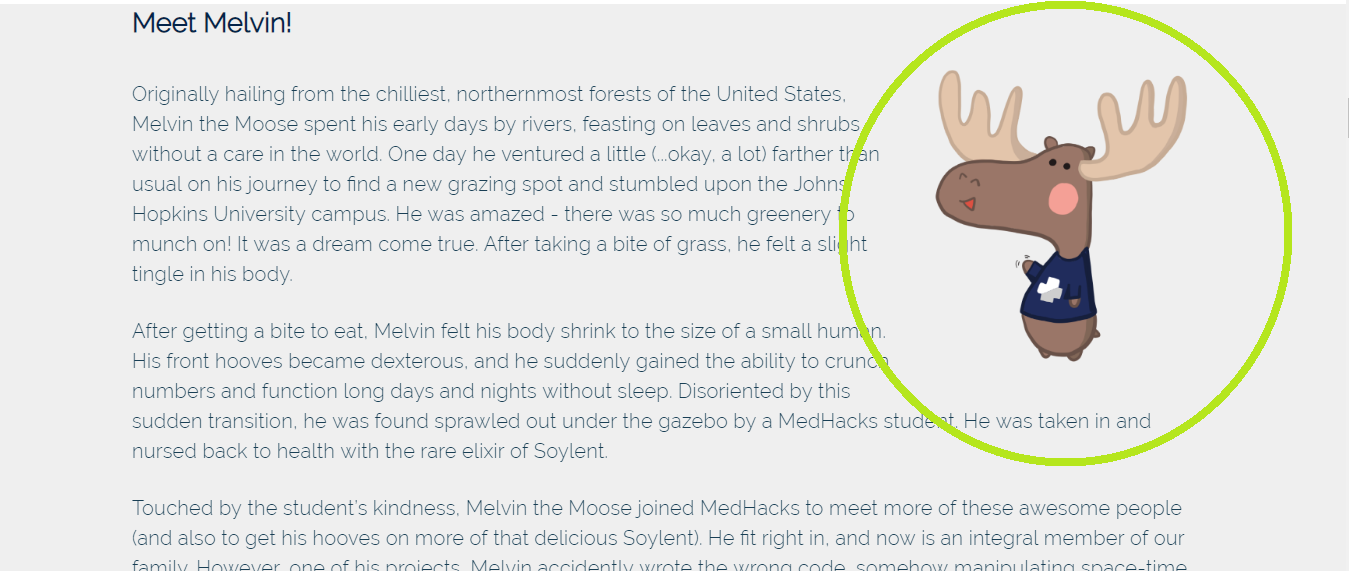 Meet Melvin!
Originally hailing from the chilliest, northernmost forests of the United States,
Melvin the Moose spent his early days by rivers, feasting on leaves and shrubs
without a care in the world. One day he ventured a little (...okay, a lot) farther than
usual on his journey to find a new grazing spot and stumbled upon the Johns
Hopkins University campus. He was amazed - there was so much greenery to
munch on! It was a dream come true. After taking a bite of grass, he felt a slight
tingle in his body.
After getting a bite to eat, Melvin felt his body shrink to the size of a small human.
His front hooves became dexterous, and he suddenly gained the ability to crunch
numbers and function long days and nights without sleep. Disoriented by this
sudden transition, he was found sprawled out under the gazebo by a MedHacks student. He was taken in and
nursed back to health with the rare elixir of Soylent.
Touched by the student's kindness, Melvin the Moose joined MedHacks to meet more of these awesome people
(and also to get his hooves on more of that delicious Soylent). He fit right in, and now is an integral member of our
family. However, one of his projects, Melvin accidently wrote the wrong code, somehow manipulating space-time